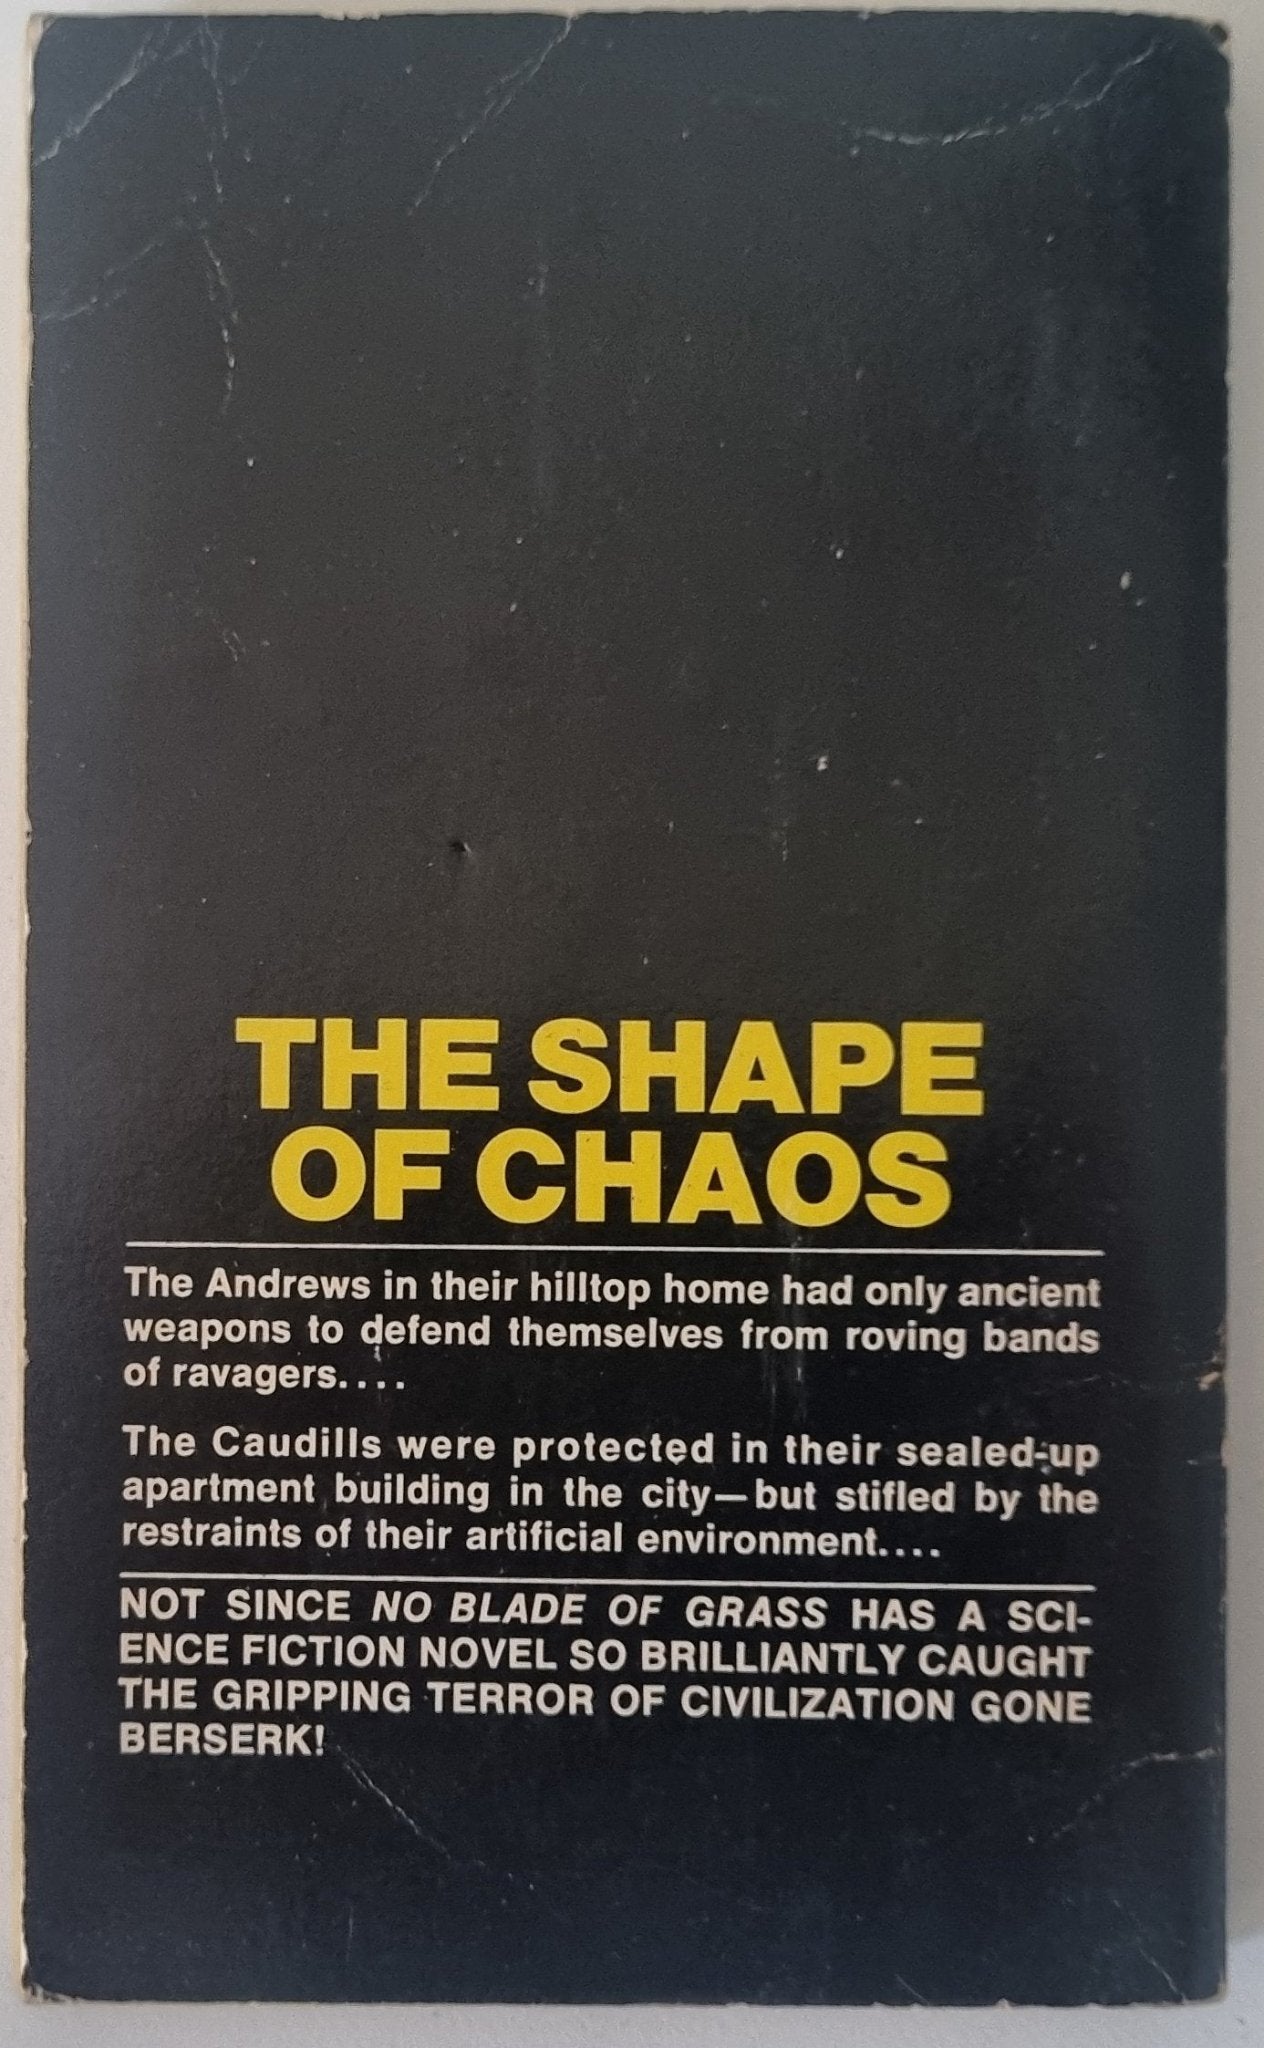 THE SHAPE
OF CHAOS
The Andrews in their hilltop home had only ancient
weapons to defend themselves from roving bands
of ravagers....
The Caudills were protected in their sealed-up
apartment building in the city—but stifled by the
restraints of their artificial environment....
NOT SINCE NO BLADE OF GRASS HAS A SCI-
ENCE FICTION NOVEL SO BRILLIANTLY CAUGHT
THE GRIPPING TERROR OF CIVILIZATION GONE
BERSERK!